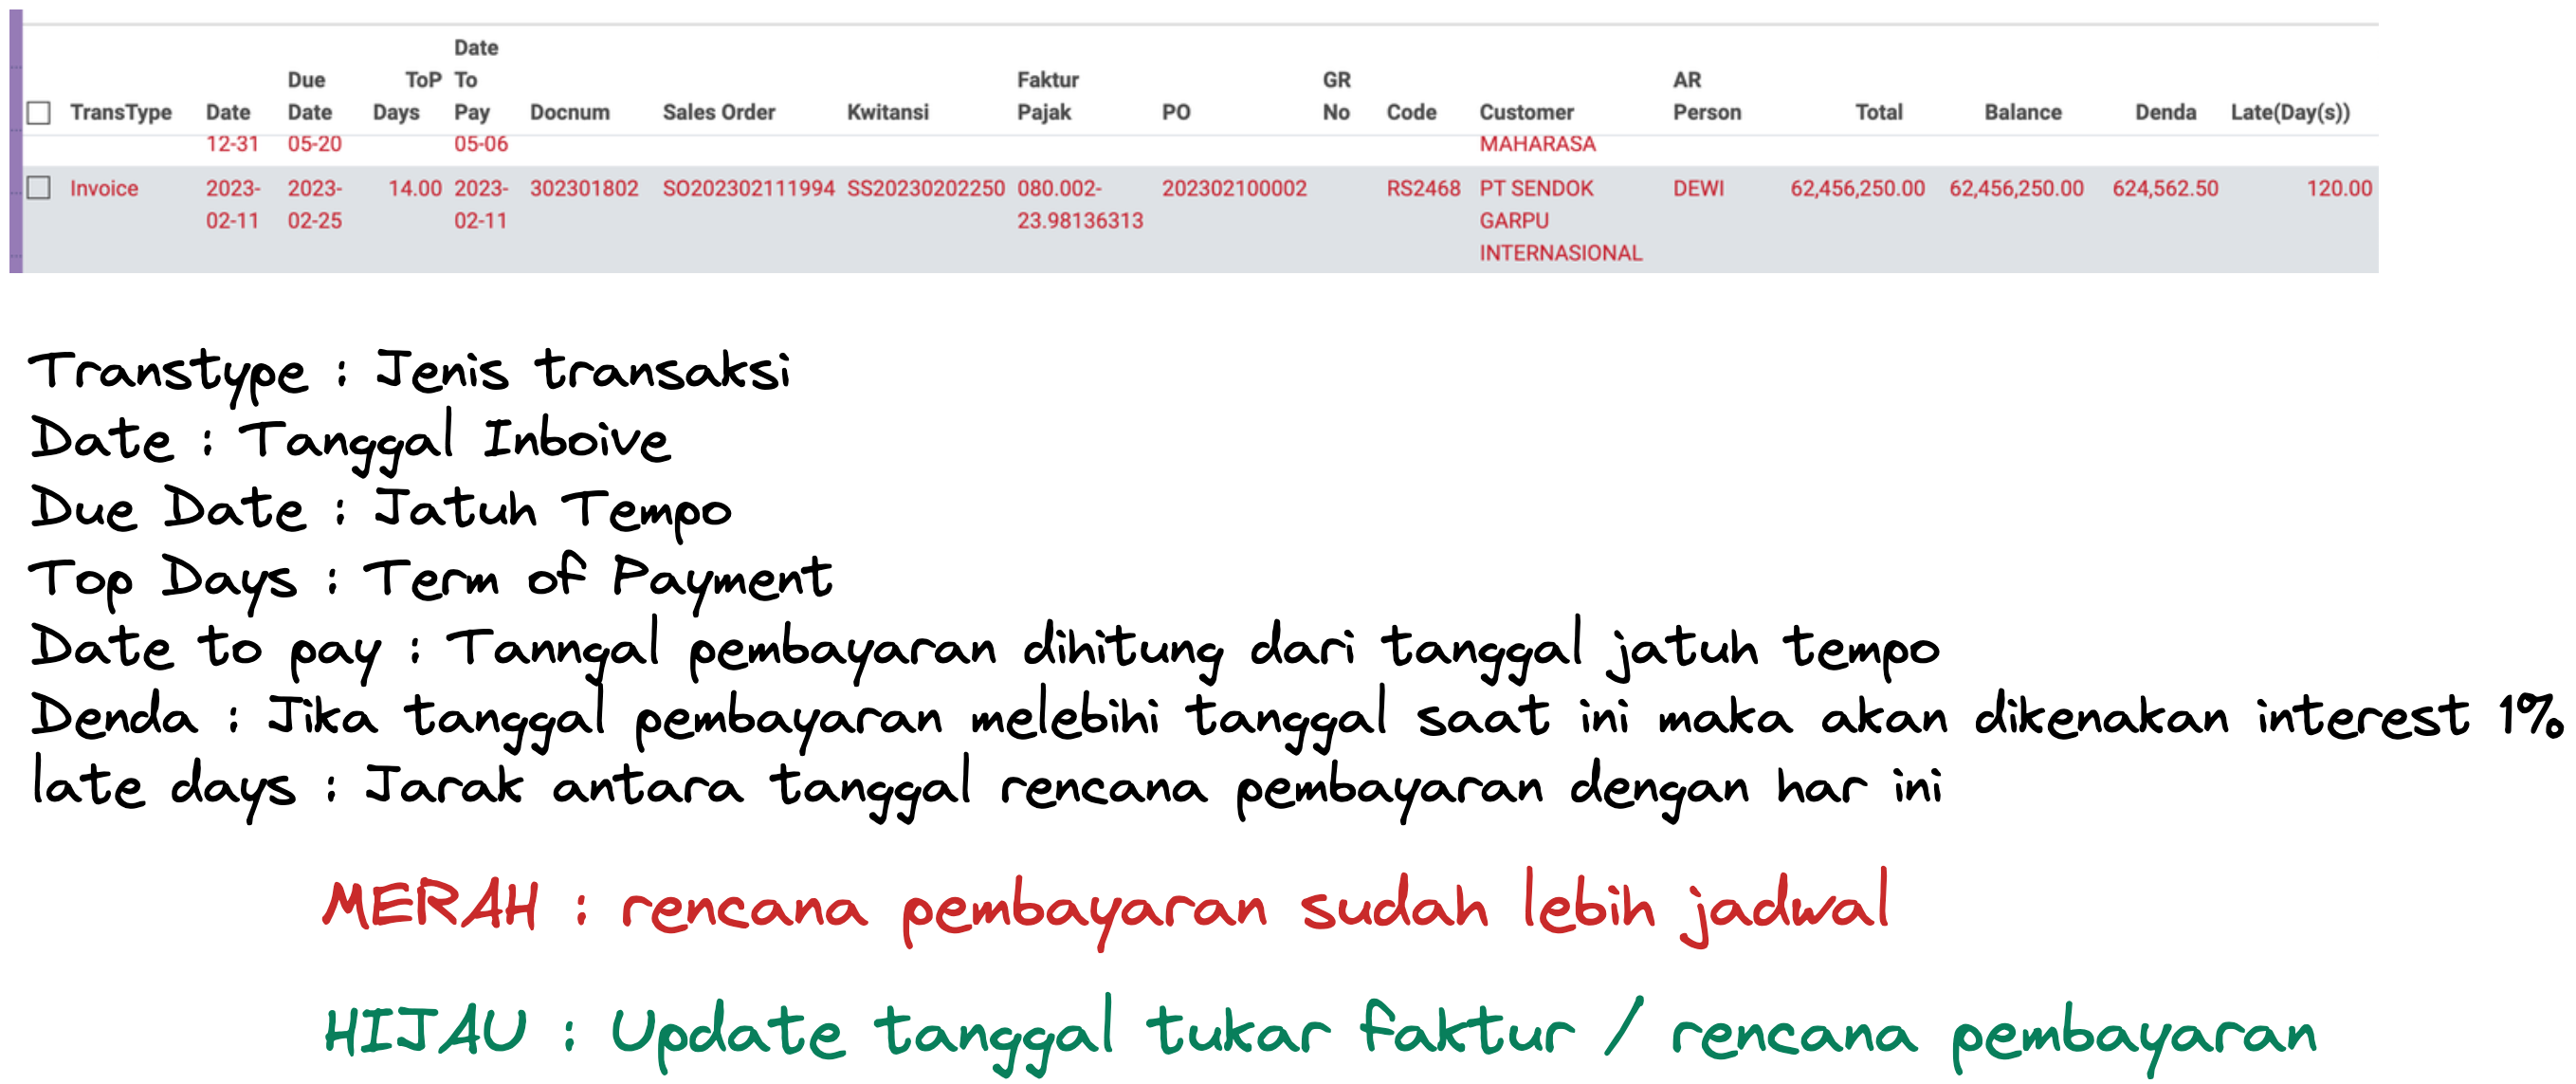 Date
Due ToP To Faktur GR AR
TransType Date Date Days Pay Docnum Sales Order Kwitansi Pajak PO No Code Customer Person Total Balance Denda Late(Day(s))
12-31 05-20 05-06 MAHARASA
Invoice 2023- 2023- 14.00 2023- 302301802 SO202302111994 SS20230202250 080.002- 202302100002 RS2468 PT SENDOK DEWI 62,456,250.00 62,456,250.00 624,562.50 120.00
02-11 02-25 02-11 23.98136313 GARPU
INTERNASIONAL
Transtype : Jenis transaksi
Date : Tanggal Inboive
Due Date : Jatuh Tempo
Top Days : Term of Payment
Date to pay : Tanngal pembayaran dihitung dari tanggal jatuh tempo
Denda : Jika tanggal pembayaran melebihi tanggal saat ini maka akan dikenakan interest 1%
late days : Jarak antara tanggal rencana pembayaran dengan har ini
MERAH : rencana pembayaran sudah lebih jadwal
HIJAU : Update tanggal tukar faktur / rencana pembayaran